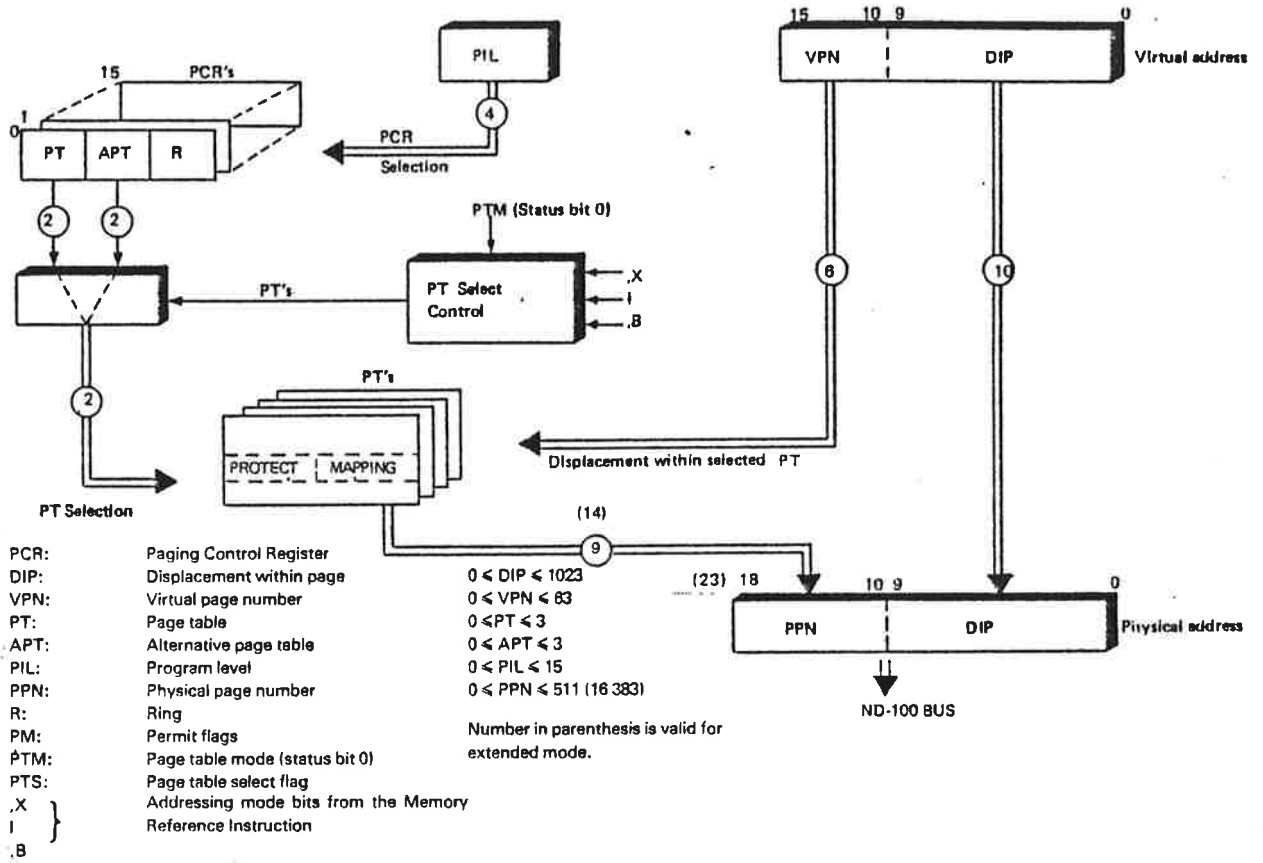 15 10 9 0
VPN DIP Virtual address
PIL
15 PCR's
1
0
PT APT R
4
PCR
Selection
2 2
PTM (Status bit 0)
PT's
PT Select
Control
,X
I
,B
6 10
2
PT's
PROTECT MAPPING
Displacement within selected PT
PT Selection
(14)
9
(23) 18 10 9 0
PPN DIP Physical address
ND-100 BUS
PCR: Paging Control Register
DIP: Displacement within page 0 ≤ DIP ≤ 1023
VPN: Virtual page number 0 ≤ VPN ≤ 63
PT: Page table 0 ≤PT ≤ 3
APT: Alternative page table 0 ≤ APT ≤ 3
PIL: Program level 0 ≤ PIL ≤ 15
PPN: Physical page number 0 ≤ PPN ≤ 511 (16 383)
R: Ring
PM: Permit flags
PTM: Page table mode (status bit 0)
PTS: Page table select flag
,X Addressing mode bits from the Memory
I Reference Instruction
,B
Number in parenthesis is valid for
extended mode.